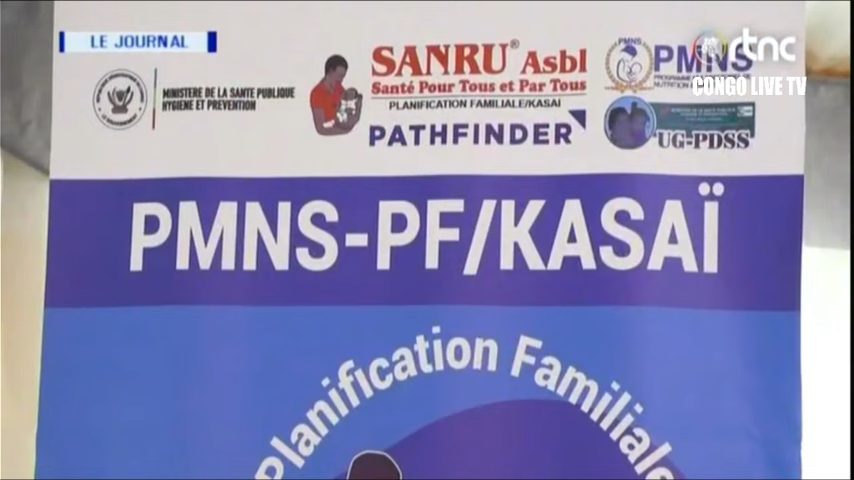 LE JOURNAL
MINISTERE DE LA SANTE PUBLIQUE
HYGIENE ET PREVENTION
SANRU® Asbl
Santé Pour Tous et Par Tous
PLANIFICATION FAMILIALE/KASAI
PATHFINDER
PMNS
PMNS
rtnc
CONGO LIVE TV
UG-PDSS
PMNS-PF/KASAÏ
Planification Familiale